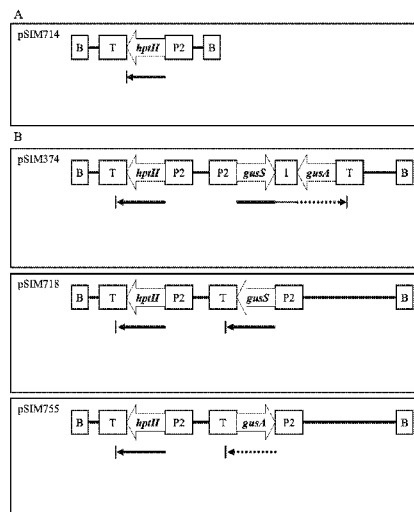 A
pSIM714
B T hptII P2 B
B
pSIM374
B T hptII P2 P2 gusS I gusA T B
pSIM718
B T hptII P2 T gusS P2 B
pSIM755
B T hptII P2 T gusA P2 B